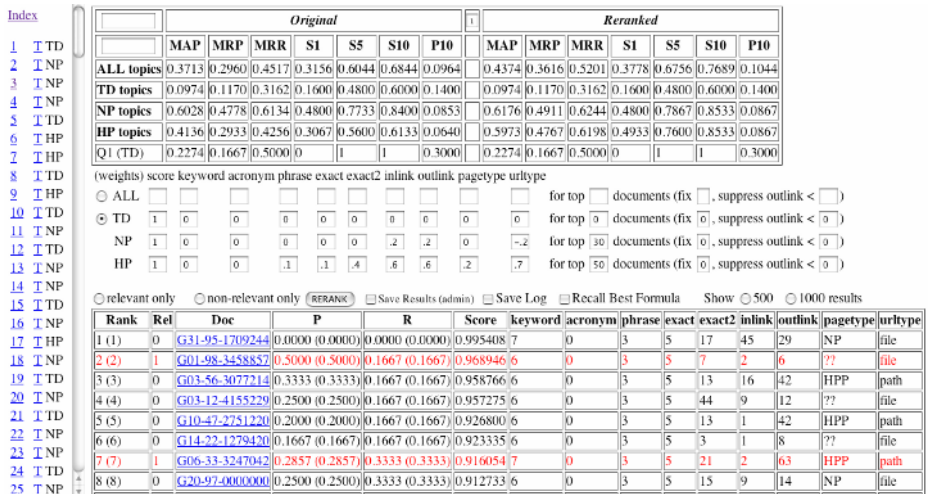 Index
1 T TD
2 T NP
3 T NP
4 T NP
5 T TD
6 T HP
7 T HP
8 T TD
9 T HP
10 T TD
11 T NP
12 T TD
13 T NP
14 T NP
15 T TD
16 T NP
17 T HP
18 T NP
19 T TD
20 T NP
21 T TD
22 T NP
23 T NP
24 T TD
25 T NP
Original 1 Reranked
MAP MRP MRR S1 S5 S10 P10 MAP MRP MRR S1 S5 S10 P10
ALL topics 0.3713 0.2960 0.4517 0.3156 0.6044 0.6844 0.0964 0.4374 0.3616 0.5201 0.3778 0.6756 0.7689 0.1044
TD topics 0.0974 0.1170 0.3162 0.1600 0.4800 0.6000 0.1400 0.0974 0.1170 0.3162 0.1600 0.4800 0.6000 0.1400
NP topics 0.6028 0.4778 0.6134 0.4800 0.7733 0.8400 0.0853 0.6176 0.4911 0.6244 0.4800 0.7867 0.8533 0.0867
HP topics 0.4136 0.2933 0.4256 0.3067 0.5600 0.6133 0.0640 0.5973 0.4767 0.6198 0.4933 0.7600 0.8533 0.0867
Q1 (TD) 0.2274 0.1667 0.5000 0 1 1 0.3000 0.2274 0.1667 0.5000 0 1 1 0.3000
(weights) score keyword acronym phrase exact exact2 inlink outlink pagetype urltype
ALL for top documents (fix , suppress outlink < )
TD 1 0 0 0 0 0 0 0 0 0 for top 0 documents (fix 0 , suppress outlink < 0 )
NP 1 0 0 0 0 0 .2 .2 0 -.2 for top 30 documents (fix 0 , suppress outlink < 0 )
HP 1 0 0 .1 .1 .4 .6 .6 .2 .7 for top 50 documents (fix 0 , suppress outlink < 0 )
relevant only non-relevant only RERANK Save Results (admin) Save Log Recall Best Formula Show 500 1000 results
Rank Rel Doc P R Score keyword acronym phrase exact exact2 inlink outlink pagetype urltype
1 (1) 0 G31-95-1709244 0.0000 (0.0000) 0.0000 (0.0000) 0.995408 7 0 3 5 17 45 29 NP file
2 (2) 1 G01-98-3458857 0.5000 (0.5000) 0.1667 (0.1667) 0.968946 6 0 3 5 7 2 6 ?? file
3 (3) 0 G03-56-3077214 0.3333 (0.3333) 0.1667 (0.1667) 0.958766 6 0 3 5 13 16 42 HPP path
4 (4) 0 G03-12-4155229 0.2500 (0.2500) 0.1667 (0.1667) 0.957275 6 0 3 5 44 9 12 ?? file
5 (5) 0 G10-47-2751220 0.2000 (0.2000) 0.1667 (0.1667) 0.926800 6 0 3 5 13 1 42 HPP path
6 (6) 0 G14-22-1279420 0.1667 (0.1667) 0.1667 (0.1667) 0.923335 6 0 3 5 3 1 8 ?? file
7 (7) 1 G06-33-3247042 0.2857 (0.2857) 0.3333 (0.3333) 0.916054 7 0 3 5 21 2 63 HPP path
8 (8) 0 G20-97-0000000 0.2500 (0.2500) 0.3333 (0.3333) 0.912733 6 0 3 5 15 9 14 NP file